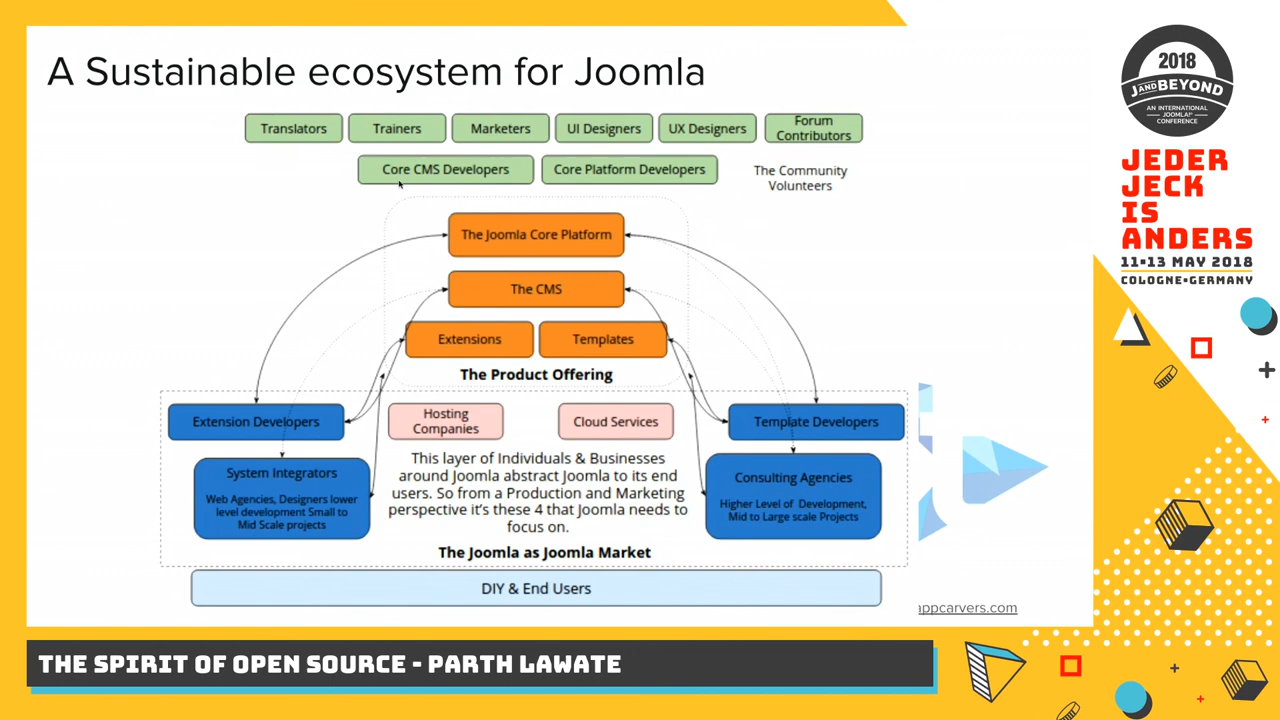 A Sustainable ecosystem for Joomla
Translators
Trainers
Marketers
UI Designers
UX Designers
Forum
Contributors
Core CMS Developers
Core Platform Developers
The Community
Volunteers
The Joomla Core Platform
The CMS
Extensions
Templates
The Product Offering
Extension Developers
Hosting
Companies
Cloud Services
Template Developers
System Integrators
Web Agencies, Designers lower
level development Small to
Mid Scale projects
This layer of Individuals & Businesses
around Joomla abstract Joomla to its end
users. So from a Production and Marketing
perspective it's these 4 that Joomla needs to
focus on.
Consulting Agencies
Higher Level of Development,
Mid to Large scale Projects
The Joomla as Joomla Market
DIY & End Users
appcarvers.com
THE SPIRIT OF OPEN SOURCE - PARTH LAWATE
2018
J AND BEYOND
AN INTERNATIONAL
JOOMLA!®
CONFERENCE
JEDER
JECK
IS
ANDERS
11▪13 MAY 2018
COLOGNE▪GERMANY